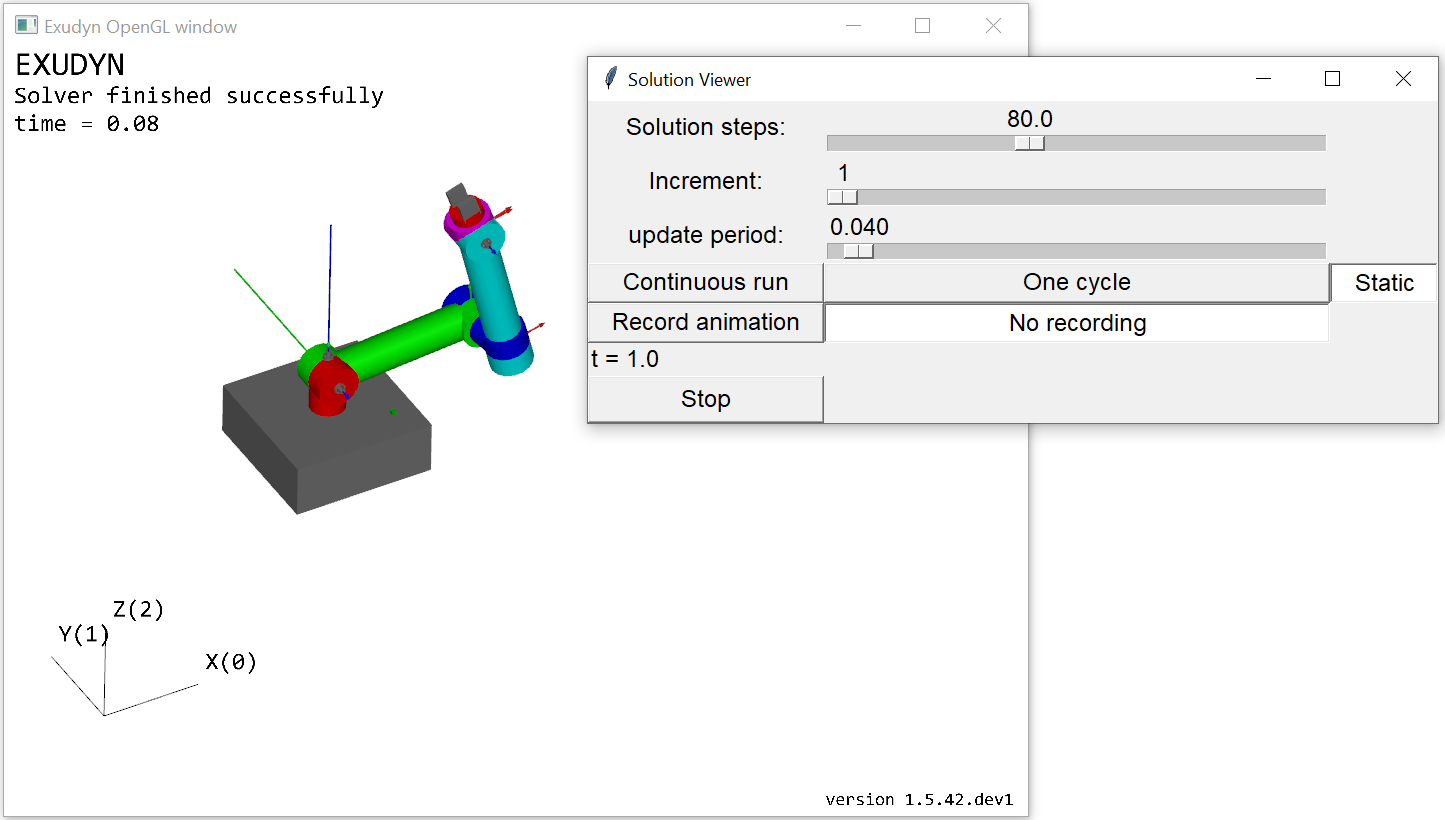 Exudyn OpenGL window
EXUDYN
Solver finished successfully
time = 0.08
Solution Viewer
Solution steps:
80.0
Increment:
1
update period:
0.040
Continuous run
One cycle
Static
Record animation
No recording
t = 1.0
Stop
Z(2)
Y(1)
X(0)
version 1.5.42.dev1